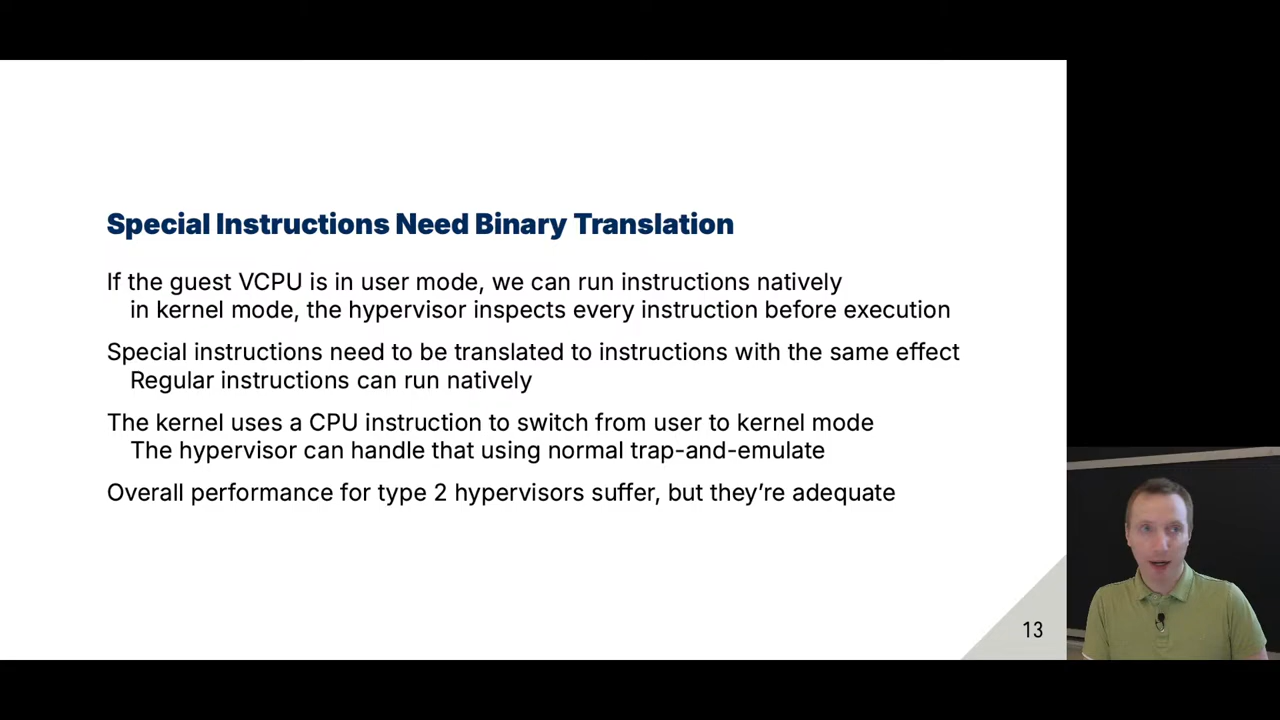 Special Instructions Need Binary Translation
If the guest VCPU is in user mode, we can run instructions natively
in kernel mode, the hypervisor inspects every instruction before execution
Special instructions need to be translated to instructions with the same effect
Regular instructions can run natively
The kernel uses a CPU instruction to switch from user to kernel mode
The hypervisor can handle that using normal trap-and-emulate
Overall performance for type 2 hypervisors suffer, but they’re adequate
13